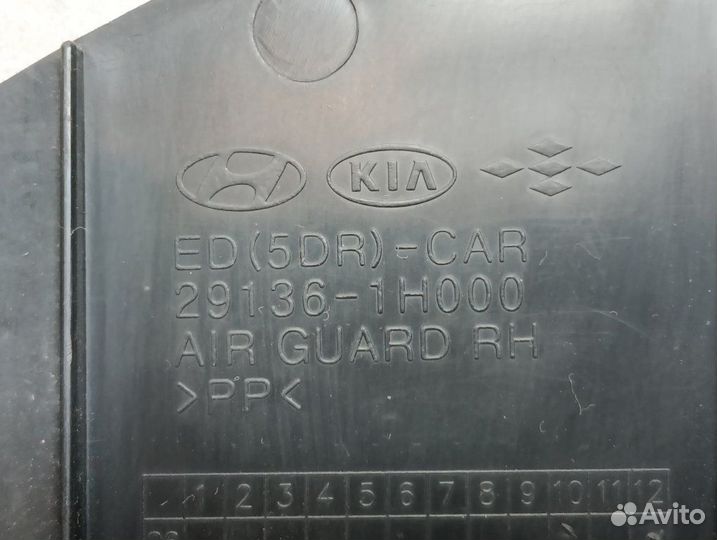 KIA
ED(5DR)-CAR
29136-1H000
AIR GUARD RH
>PP<
1 2 3 4 5 6 7 8 9 10 11 12
Avito